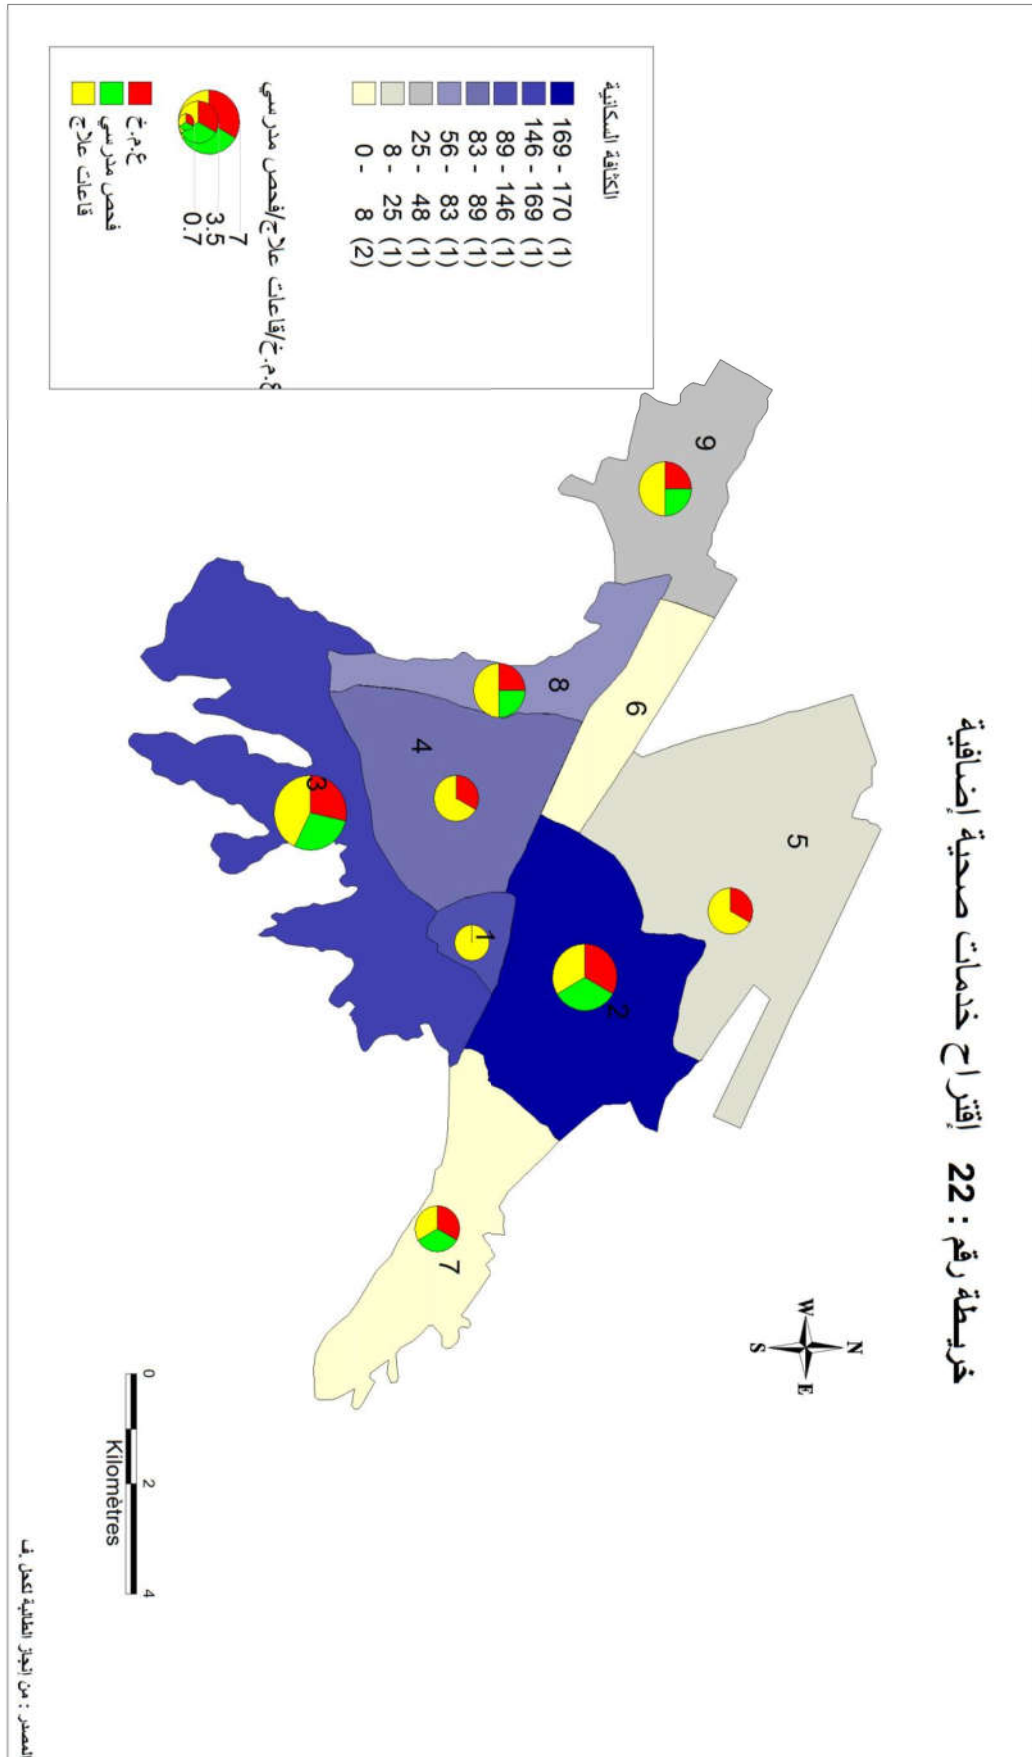 خريطة رقم : 22 إقتراح خدمات صحية إضافية
N
W
E
S
9
6
5
8
4
3
1
2
7
الكثافة السكانية
169 - 170 (1)
146 - 169 (1)
89 - 146 (1)
83 - 89 (1)
56 - 83 (1)
25 - 48 (1)
8 - 25 (1)
0 - 8 (2)
ع.م.خ/قاعات علاج/فحص مدرسي
7
3.5
0.7
ع.م.خ
فحص مدرسي
قاعات علاج
0 2 4
Kilomètres
المصدر : من إنجاز الطالبة لكحل .ف